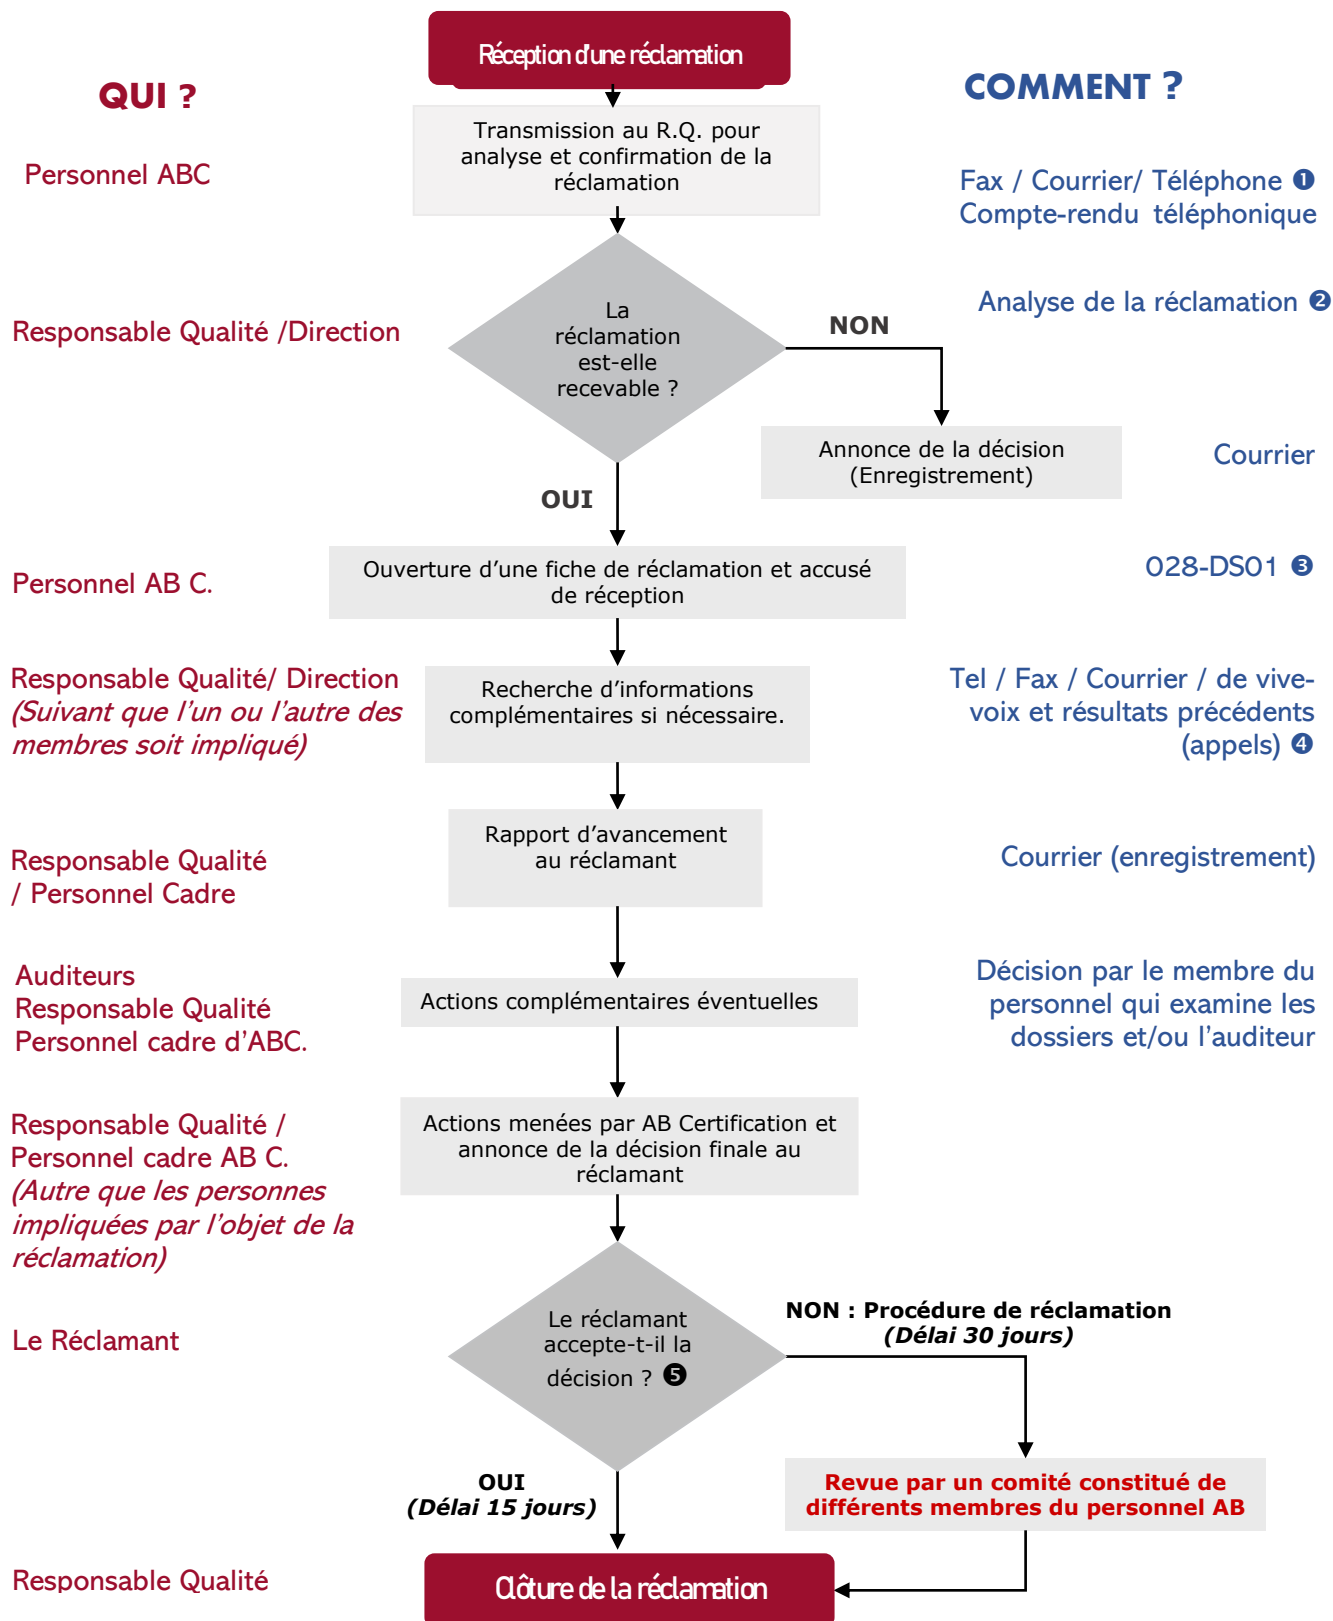 Réception d'une réclamation
QUI ?
COMMENT ?
Transmission au R.Q. pour
analyse et confirmation de la
réclamation
Personnel ABC
Fax / Courrier/ Téléphone ❶
Compte-rendu téléphonique
La
réclamation
est-elle
recevable ?
Responsable Qualité /Direction
Analyse de la réclamation ❷
NON
Annonce de la décision
(Enregistrement)
Courrier
OUI
Ouverture d'une fiche de réclamation et accusé
de réception
Personnel AB C.
028-DS01 ❸
Responsable Qualité/ Direction
(Suivant que l'un ou l'autre des
membres soit impliqué)
Recherche d'informations
complémentaires si nécessaire.
Tel / Fax / Courrier / de vive-
voix et résultats précédents
(appels) ❹
Responsable Qualité
/ Personnel Cadre
Rapport d'avancement
au réclamant
Courrier (enregistrement)
Auditeurs
Responsable Qualité
Personnel cadre d'ABC.
Actions complémentaires éventuelles
Décision par le membre du
personnel qui examine les
dossiers et/ou l'auditeur
Responsable Qualité /
Personnel cadre AB C.
(Autre que les personnes
impliquées par l'objet de la
réclamation)
Actions menées par AB Certification et
annonce de la décision finale au
réclamant
Le Réclamant
Le réclamant
accepte-t-il la
décision ? ❺
NON : Procédure de réclamation
(Délai 30 jours)
OUI
(Délai 15 jours)
Revue par un comité constitué de
différents membres du personnel AB
Responsable Qualité
Clôture de la réclamation